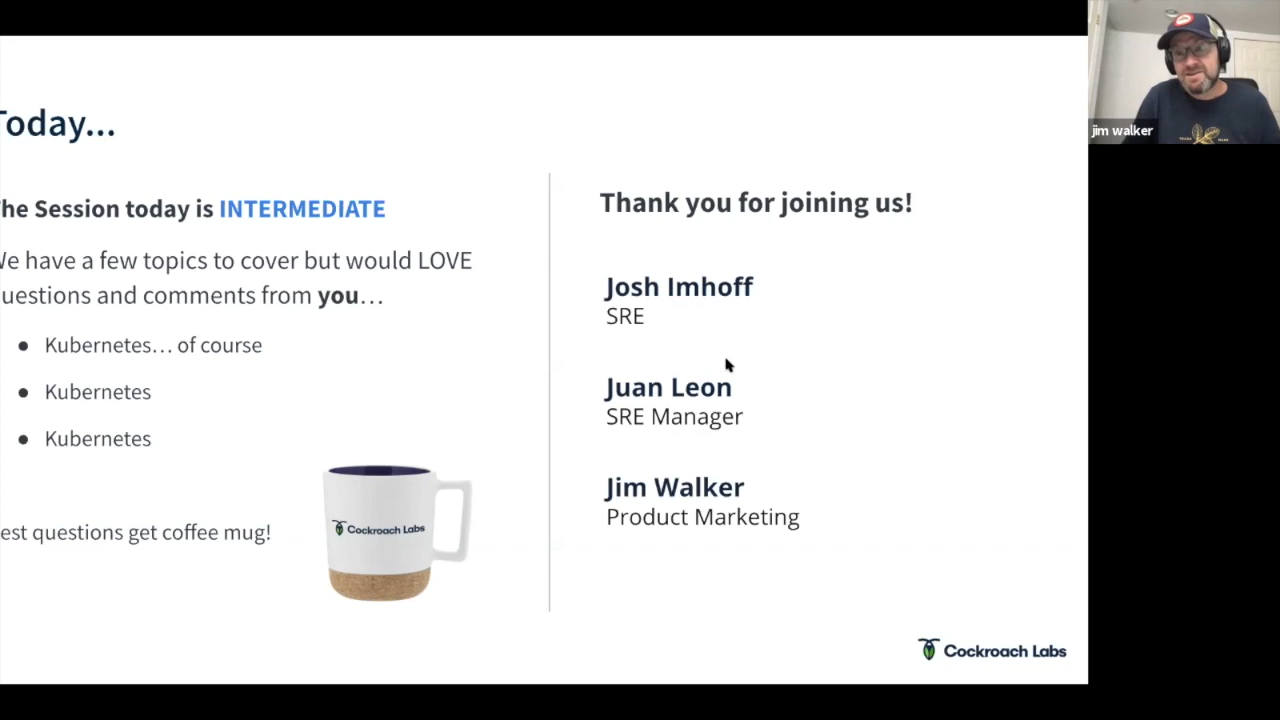 Today...
he Session today is INTERMEDIATE
We have a few topics to cover but would LOVE
uestions and comments from you…
● Kubernetes… of course
● Kubernetes
● Kubernetes
est questions get coffee mug!
Cockroach Labs
Thank you for joining us!
Josh Imhoff
SRE
Juan Leon
SRE Manager
Jim Walker
Product Marketing
Cockroach Labs
jim walker